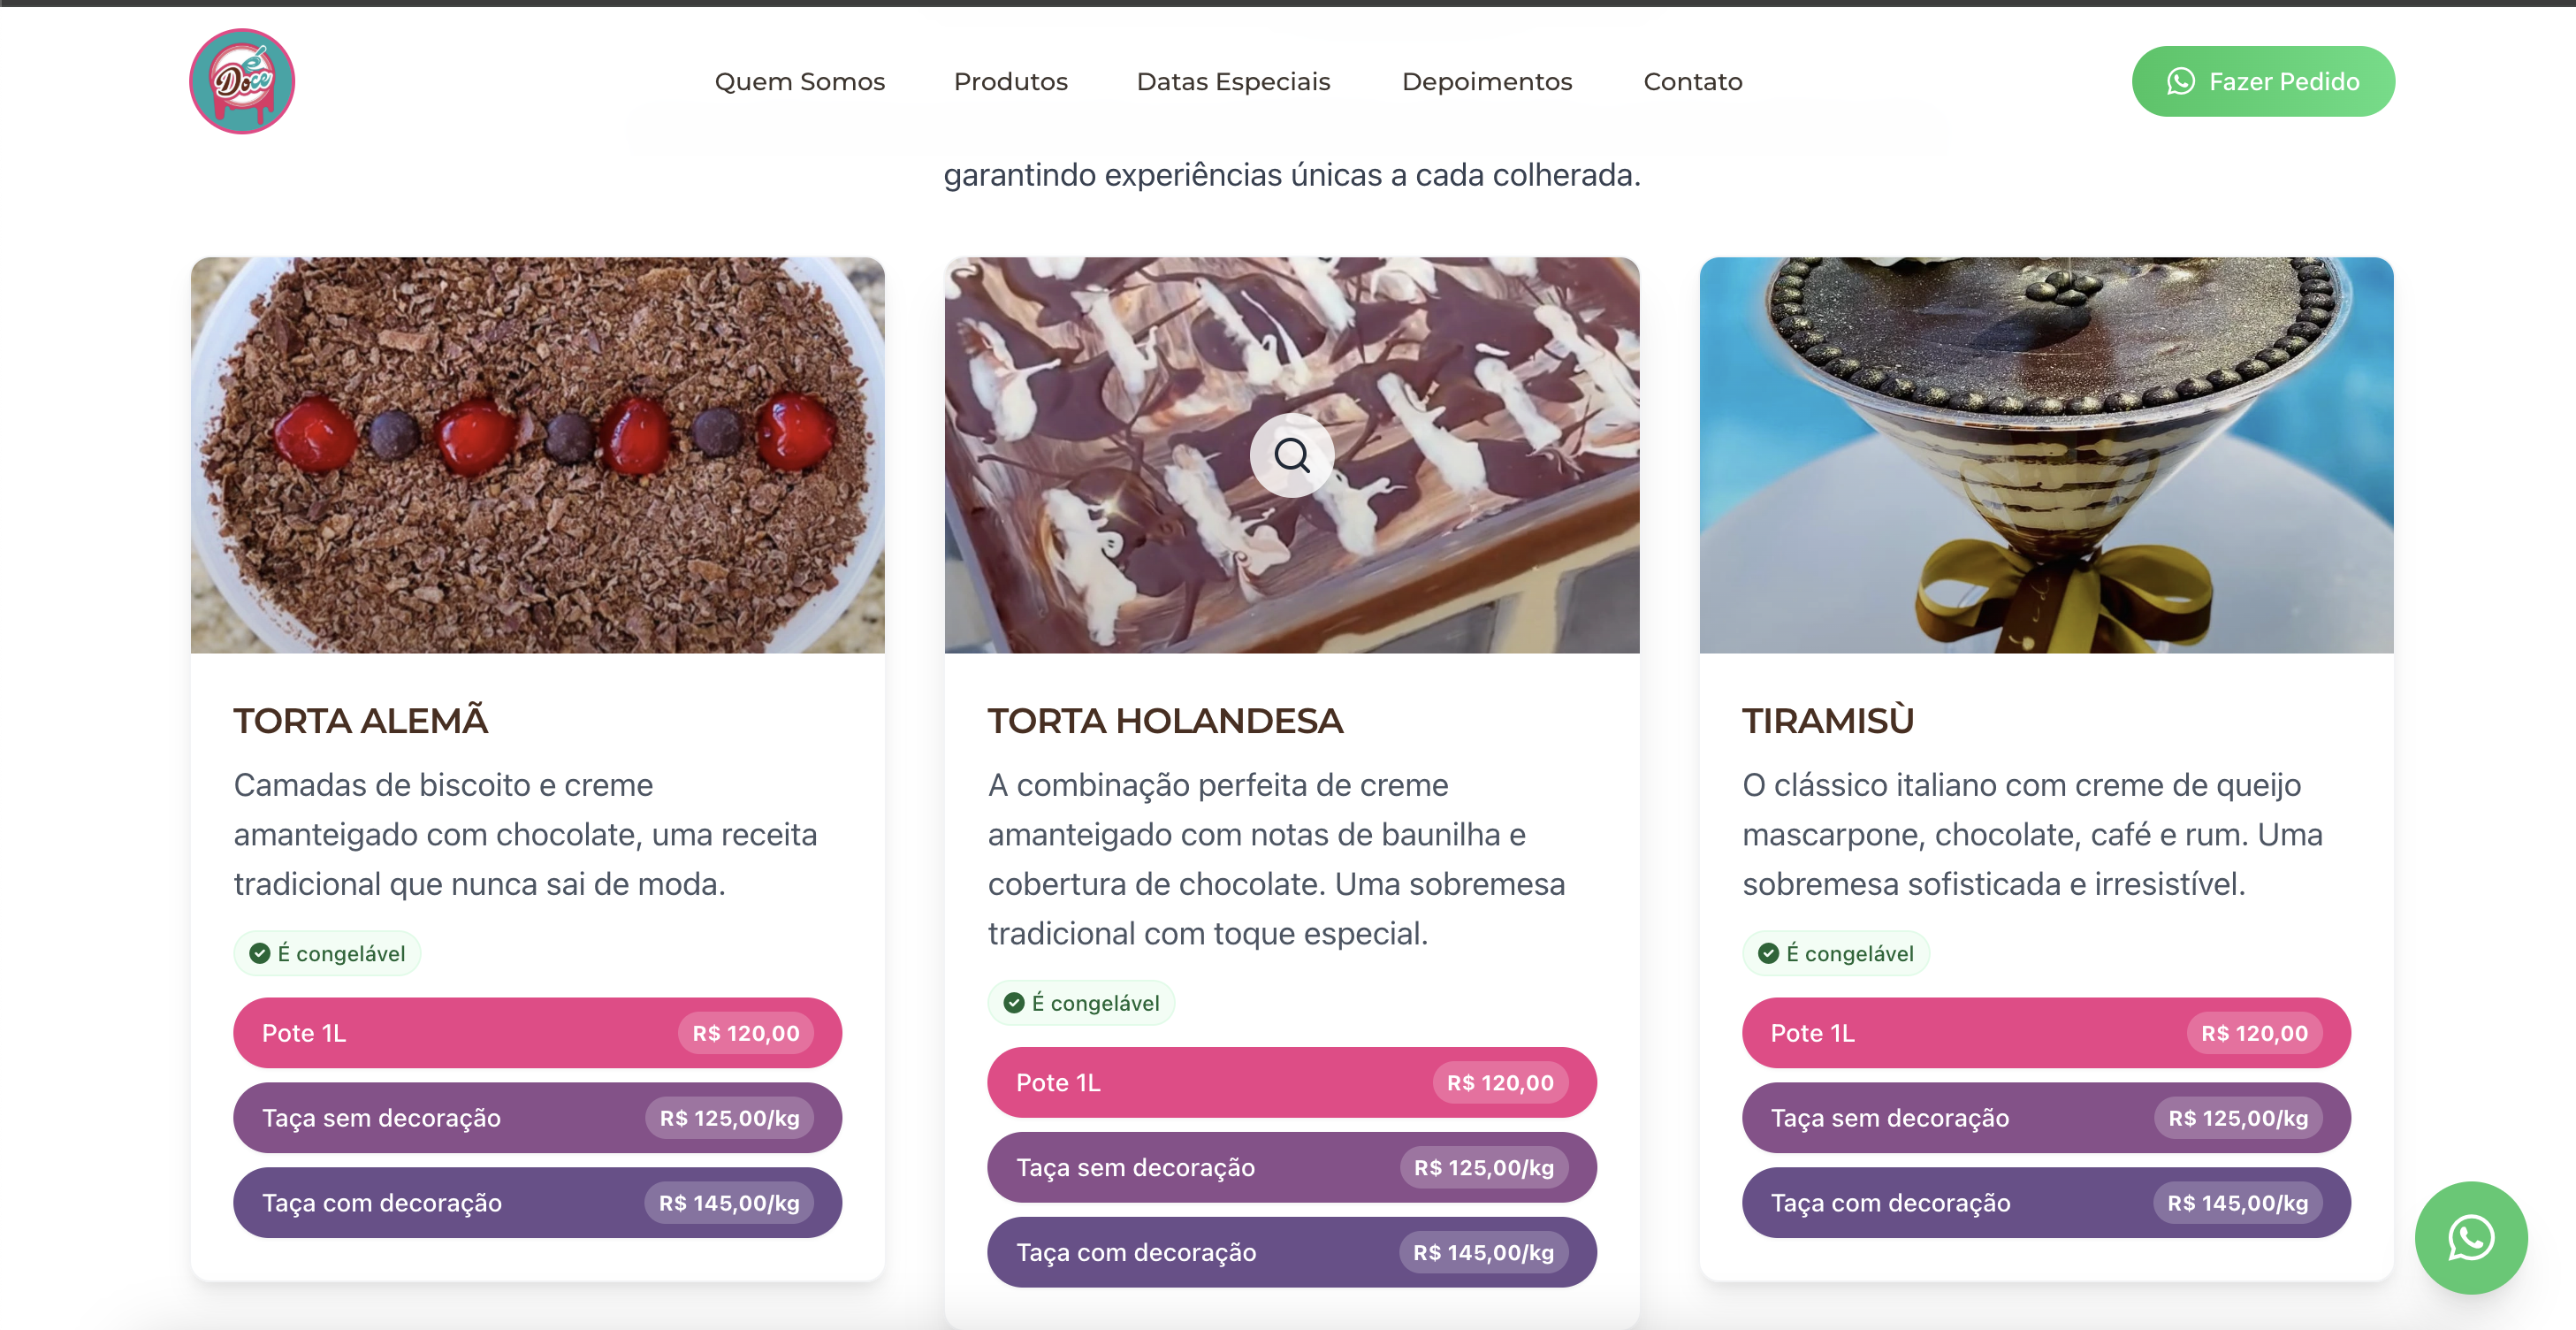 É Doce
Quem Somos
Produtos
Datas Especiais
Depoimentos
Contato
Fazer Pedido
garantindo experiências únicas a cada colherada.
TORTA ALEMÃ
Camadas de biscoito e creme
amanteigado com chocolate, uma receita
tradicional que nunca sai de moda.
É congelável
Pote 1L R$ 120,00
Taça sem decoração R$ 125,00/kg
Taça com decoração R$ 145,00/kg
TORTA HOLANDESA
A combinação perfeita de creme
amanteigado com notas de baunilha e
cobertura de chocolate. Uma sobremesa
tradicional com toque especial.
É congelável
Pote 1L R$ 120,00
Taça sem decoração R$ 125,00/kg
Taça com decoração R$ 145,00/kg
TIRAMISÙ
O clássico italiano com creme de queijo
mascarpone, chocolate, café e rum. Uma
sobremesa sofisticada e irresistível.
É congelável
Pote 1L R$ 120,00
Taça sem decoração R$ 125,00/kg
Taça com decoração R$ 145,00/kg